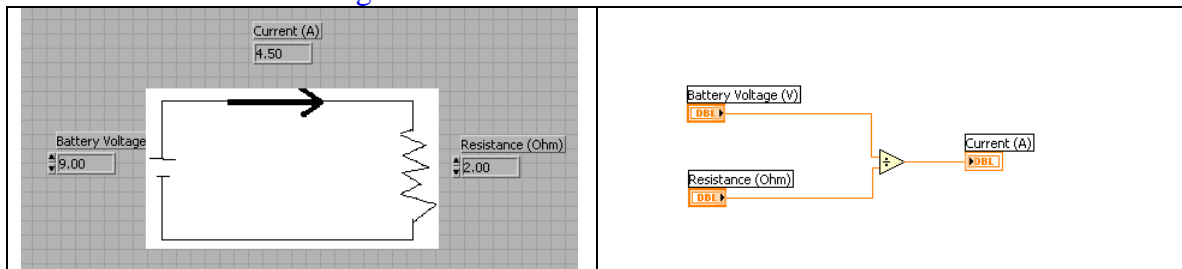 Current (A)
4.50
Battery Voltage
9.00
Resistance (Ohm)
2.00
Battery Voltage (V)
DBL
Resistance (Ohm)
DBL
÷
Current (A)
DBL